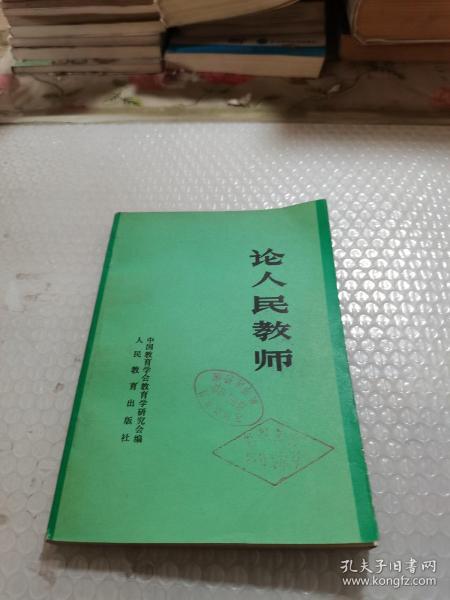 论人民教师
中国教育学会教育学研究会编
人民教育出版社
孔夫子旧书网
www.kongfz.com